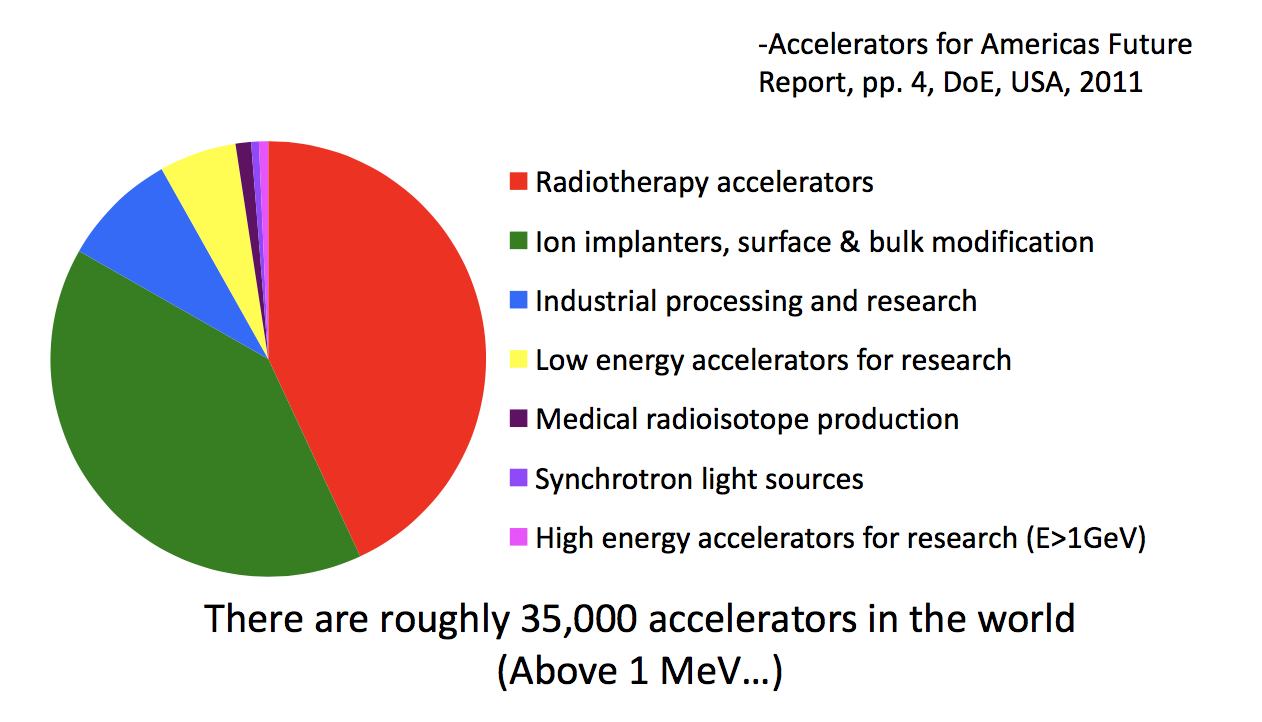 -Accelerators for Americas Future
Report, pp. 4, DoE, USA, 2011
Radiotherapy accelerators
Ion implanters, surface & bulk modification
Industrial processing and research
Low energy accelerators for research
Medical radioisotope production
Synchrotron light sources
High energy accelerators for research (E>1GeV)
There are roughly 35,000 accelerators in the world
(Above 1 MeV…)